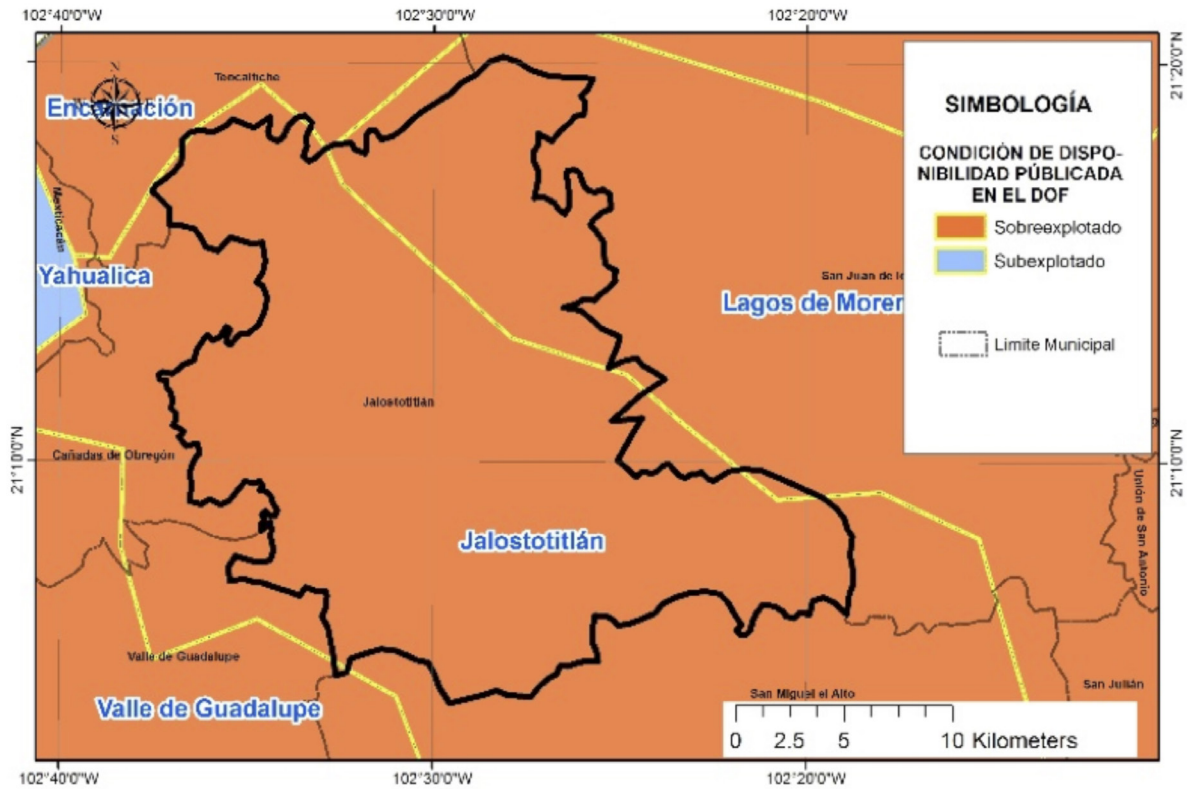 102°40'0"W
102°30'0"W
102°20'0"W
21°20'0"N
N
S
Teocaltiche
Encarnación
SIMBOLOGÍA
CONDICIÓN DE DISPO-
NIBILIDAD PÚBLICADA
EN EL DOF
Sobreexplotado
Subexplotado
Limite Municipal
Mexticacán
Yahualica
San Juan de lo
Lagos de Moren
Jalostotitlán
21°10'0"N
21°10'0"N
Cañadas de Obregón
Jalostotitlán
Unión de San Antonio
Valle de Guadalupe
Valle de Guadalupe
San Miguel el Alto
San Julián
0 2.5 5 10 Kilometers
102°40'0"W
102°30'0"W
102°20'0"W